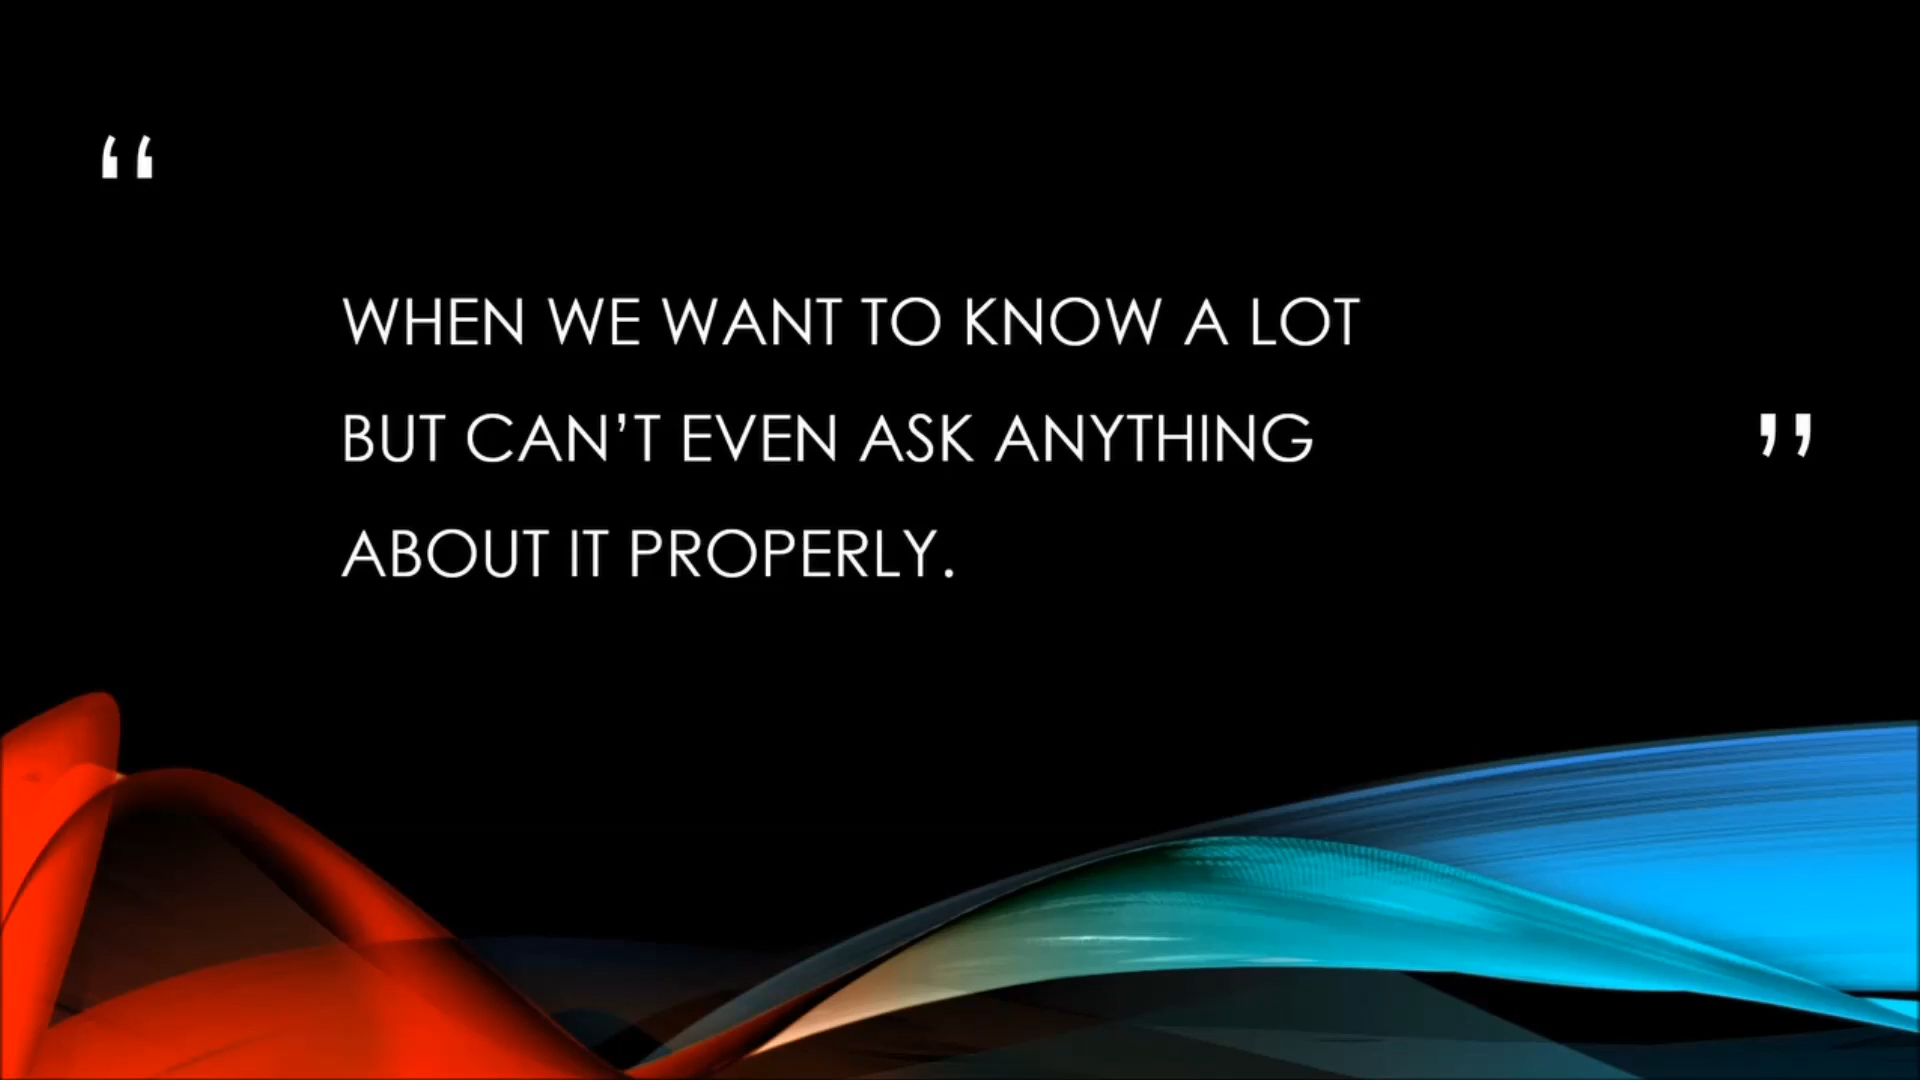 “
WHEN WE WANT TO KNOW A LOT
BUT CAN’T EVEN ASK ANYTHING
ABOUT IT PROPERLY.
”